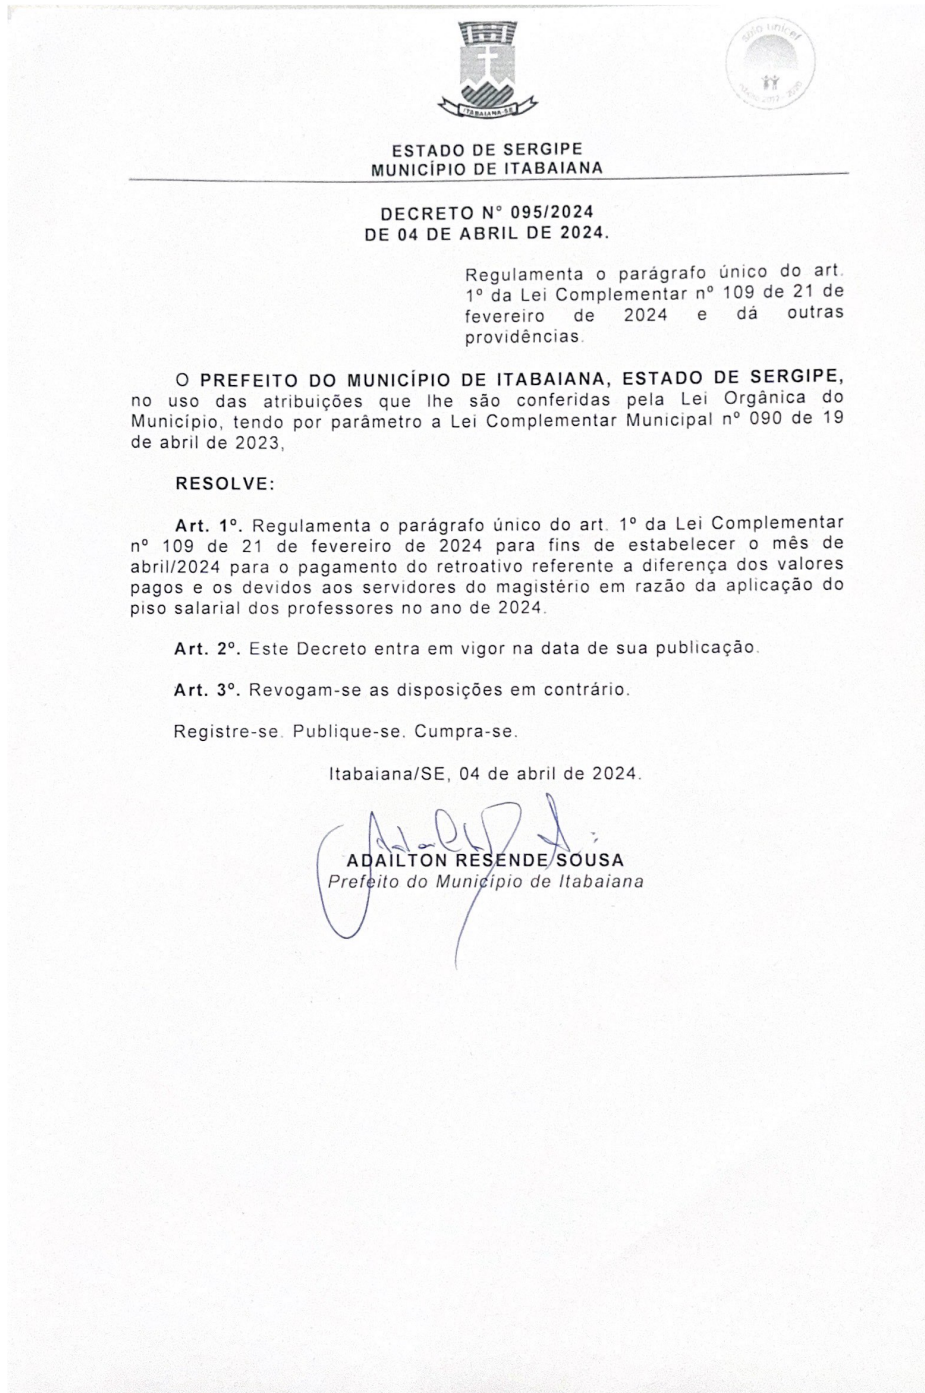 ITABAIANA-SE
selo unicef
ESTADO DE SERGIPE
MUNICÍPIO DE ITABAIANA
DECRETO N° 095/2024
DE 04 DE ABRIL DE 2024.
Regulamenta o parágrafo único do art.
1º da Lei Complementar nº 109 de 21 de
fevereiro de 2024 e dá outras
providências.
O PREFEITO DO MUNICÍPIO DE ITABAIANA, ESTADO DE SERGIPE,
no uso das atribuições que lhe são conferidas pela Lei Orgânica do
Município, tendo por parâmetro a Lei Complementar Municipal nº 090 de 19
de abril de 2023,
RESOLVE:
Art. 1º. Regulamenta o parágrafo único do art. 1º da Lei Complementar
nº 109 de 21 de fevereiro de 2024 para fins de estabelecer o mês de
abril/2024 para o pagamento do retroativo referente a diferença dos valores
pagos e os devidos aos servidores do magistério em razão da aplicação do
piso salarial dos professores no ano de 2024.
Art. 2º. Este Decreto entra em vigor na data de sua publicação.
Art. 3º. Revogam-se as disposições em contrário.
Registre-se. Publique-se. Cumpra-se.
Itabaiana/SE, 04 de abril de 2024.
ADAILTON RESENDE SOUSA
Prefeito do Município de Itabaiana